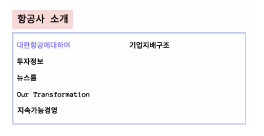 항공사 소개
대한항공에대하여
기업지배구조
투자정보
뉴스룸
Our Transformation
지속가능경영